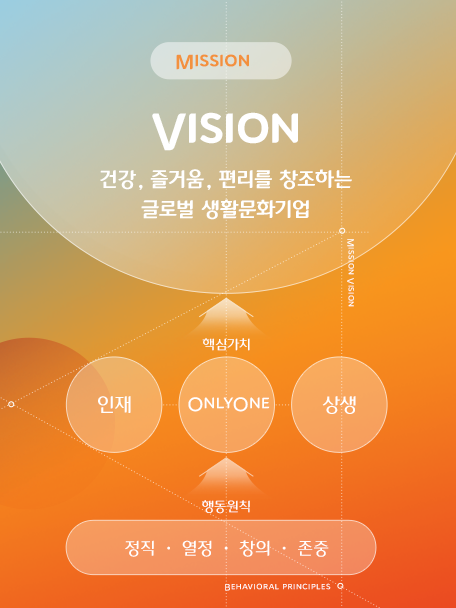 MISSION
VISION
건강, 즐거움, 편리를 창조하는
글로벌 생활문화기업
MISSION VISION
핵심가치
인재
ONLYONE
상생
행동원칙
정직 · 열정 · 창의 · 존중
BEHAVIORAL PRINCIPLES